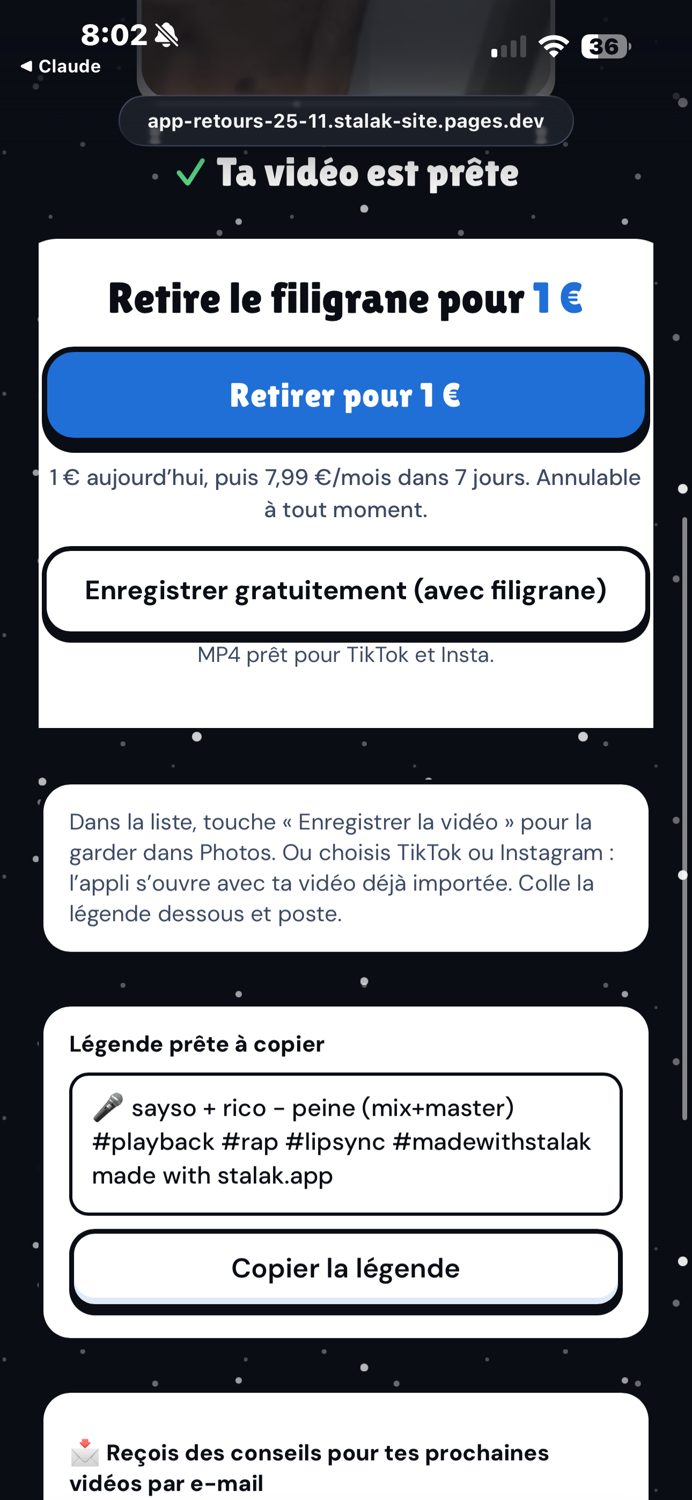 8:02
36
◀ Claude
app-retours-25-11.stalak-site.pages.dev
✓ Ta vidéo est prête
Retire le filigrane pour 1 €
Retirer pour 1 €
1 € aujourd’hui, puis 7,99 €/mois dans 7 jours. Annulable
à tout moment.
Enregistrer gratuitement (avec filigrane)
MP4 prêt pour TikTok et Insta.
Dans la liste, touche « Enregistrer la vidéo » pour la
garder dans Photos. Ou choisis TikTok ou Instagram :
l’appli s’ouvre avec ta vidéo déjà importée. Colle la
légende dessous et poste.
Légende prête à copier
🎤 sayso + rico - peine (mix+master)
#playback #rap #lipsync #madewithstalak
made with stalak.app
Copier la légende
📩 Reçois des conseils pour tes prochaines
vidéos par e-mail